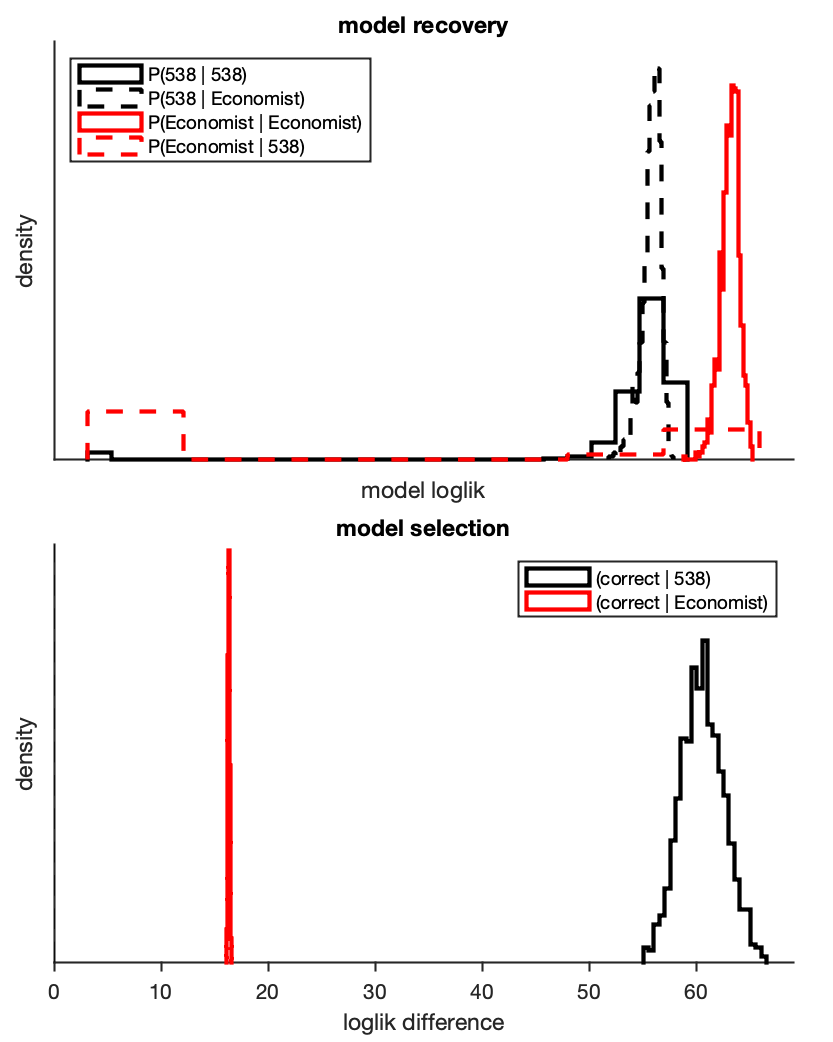 model recovery
P(538 | 538)
P(538 | Economist)
P(Economist | Economist)
P(Economist | 538)
density
model loglik
model selection
(correct | 538)
(correct | Economist)
density
0 10 20 30 40 50 60
loglik difference